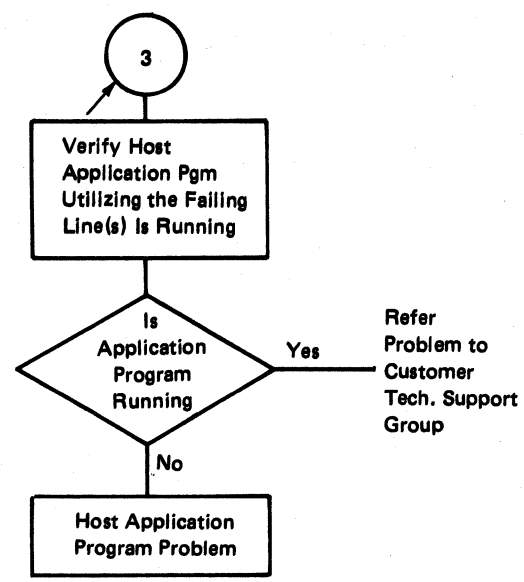 3
Verify Host
Application Pgm
Utilizing the Failing
Line(s) Is Running
Is
Application
Program
Running
Yes
Refer
Problem to
Customer
Tech. Support
Group
No
Host Application
Program Problem